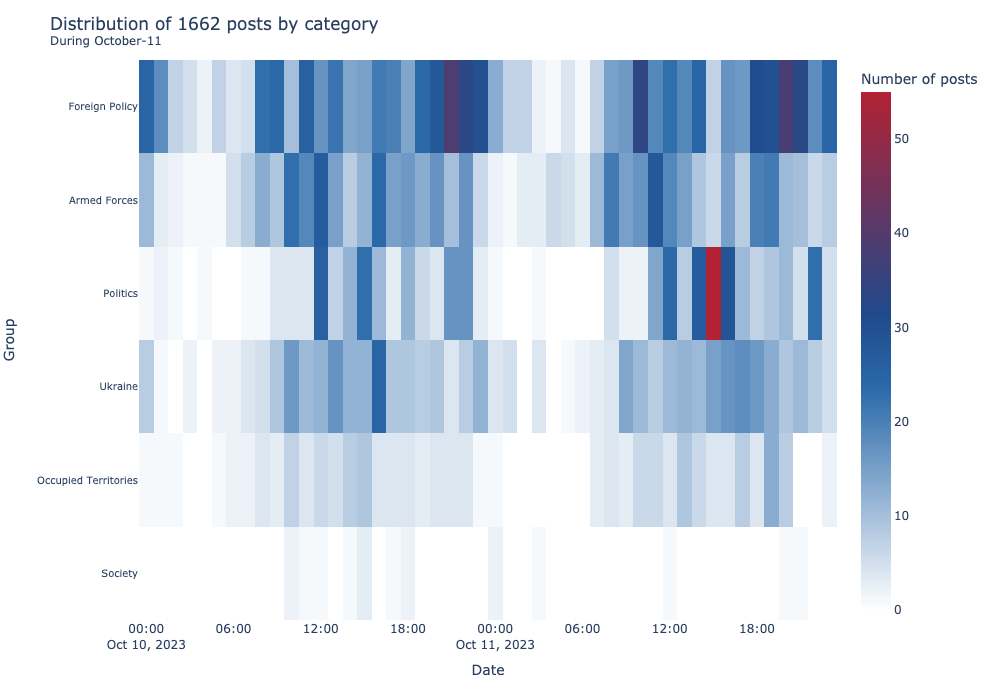 Distribution of 1662 posts by category
During October-11
Number of posts
Foreign Policy
Armed Forces
Politics
Ukraine
Occupied Territories
Society
Group
50
40
30
20
10
0
00:00 06:00 12:00 18:00 00:00 06:00 12:00 18:00
Oct 10, 2023 Oct 11, 2023
Date